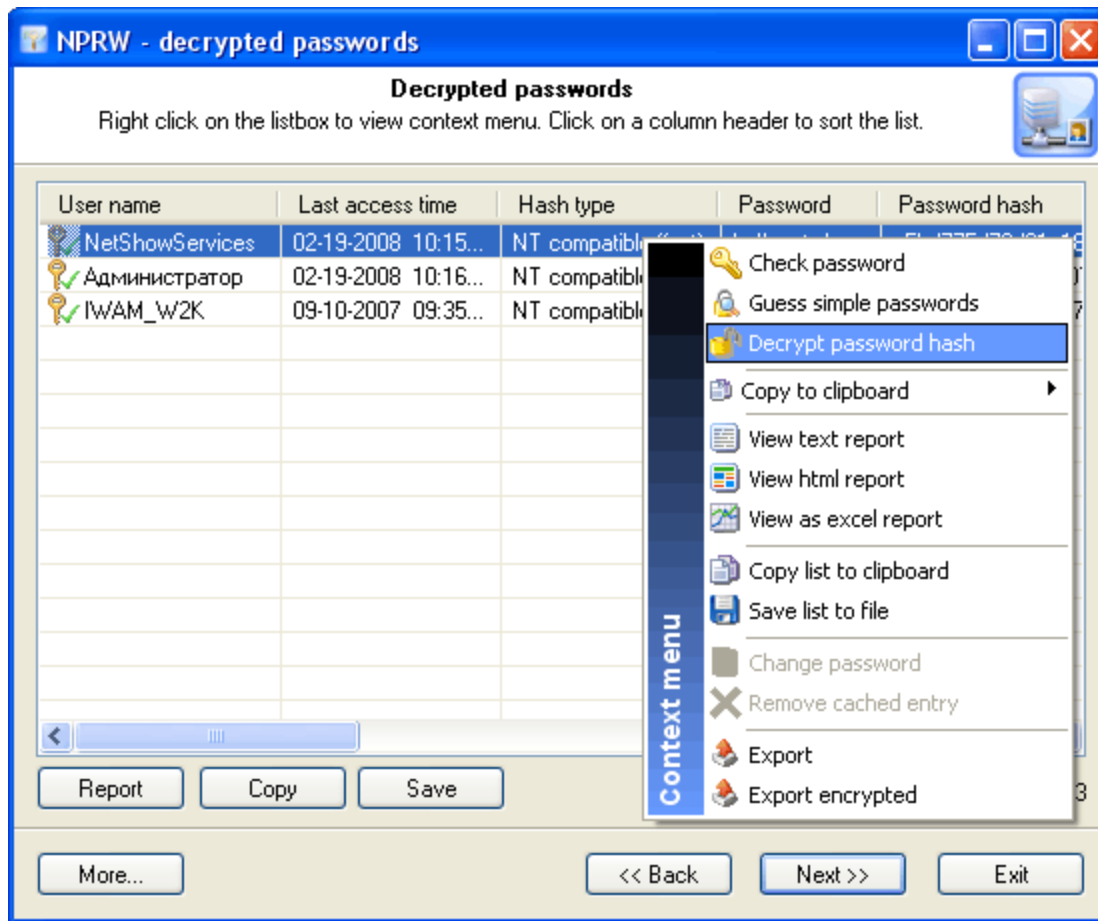 NPRW - decrypted passwords
Decrypted passwords
Right click on the listbox to view context menu. Click on a column header to sort the list.
User name Last access time Hash type Password Password hash
NetShowServices 02-19-2008 10:15... NT compatible
Администратор 02-19-2008 10:16... NT
IWAM_W2K 09-10-2007 09:35... NT
Check password
Guess simple passwords
Decrypt password hash
Copy to clipboard
View text report
View html report
View as excel report
Copy list to clipboard
Save list to file
Change password
Remove cached entry
Export
Export encrypted
Context menu
Report Copy Save 3
More... << Back Next >> Exit